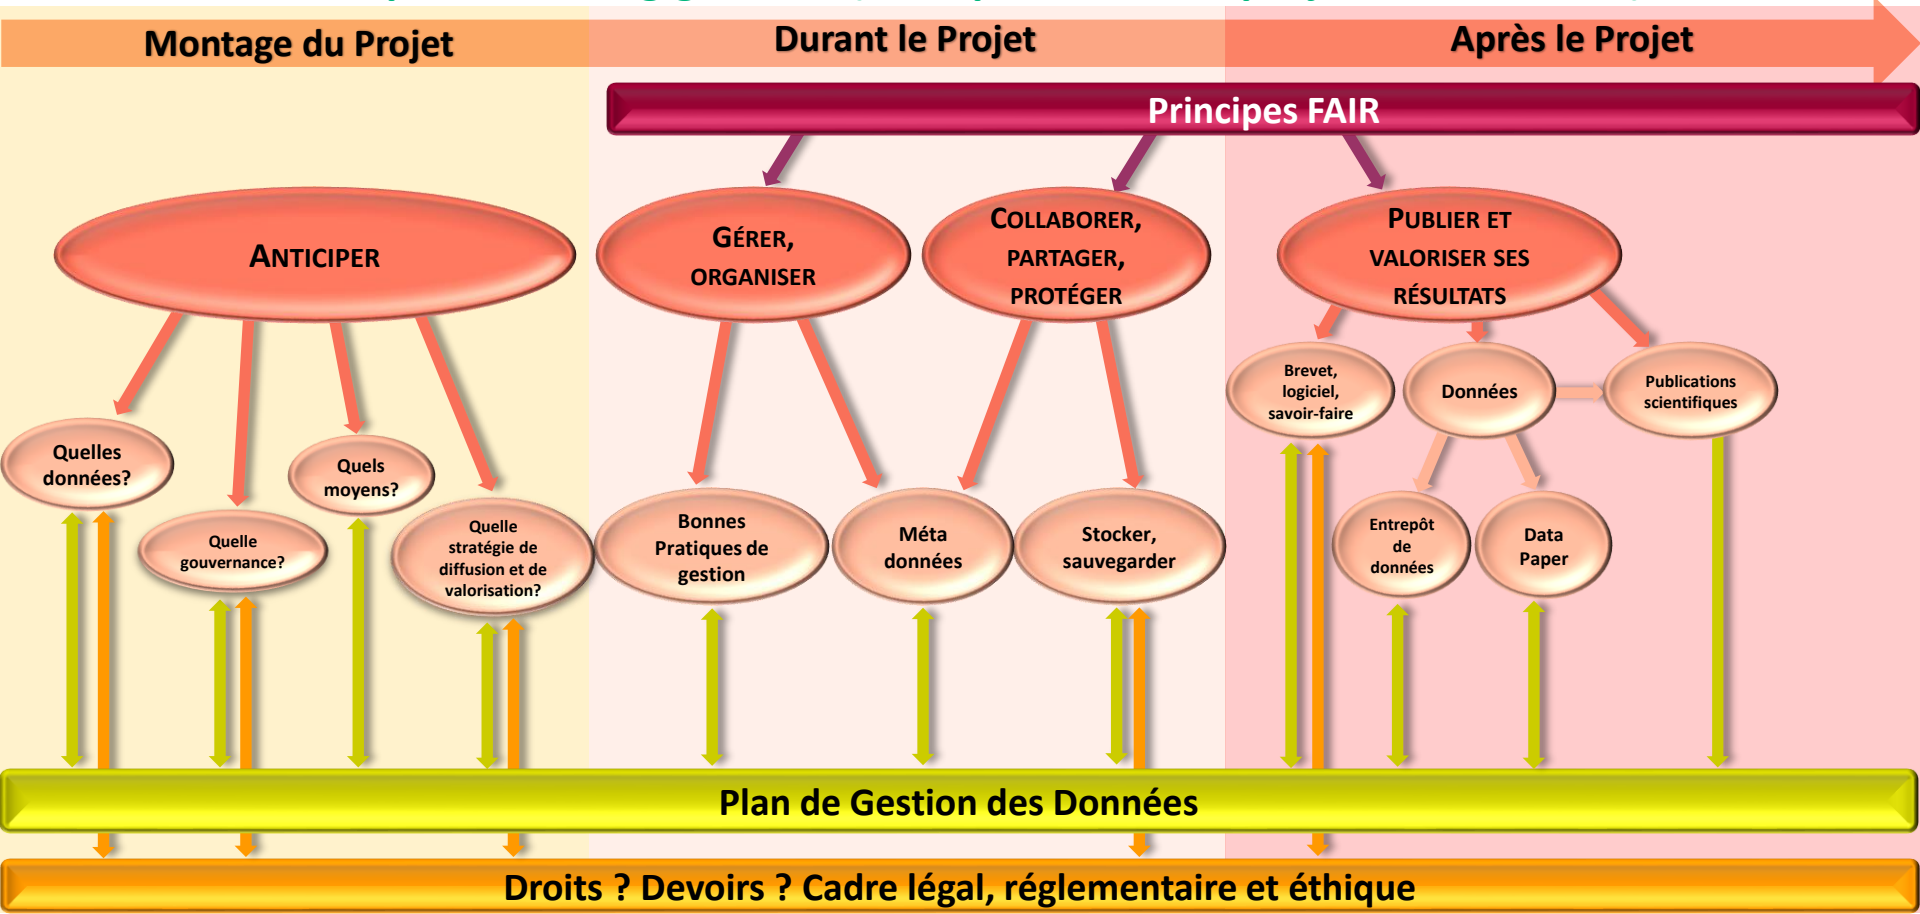 Montage du Projet
Durant le Projet
Après le Projet
Principes FAIR
ANTICIPER
GÉRER,
ORGANISER
COLLABORER,
PARTAGER,
PROTÉGER
PUBLIER ET
VALORISER SES
RÉSULTATS
Quelles
données?
Quelle
gouvernance?
Quels
moyens?
Quelle
stratégie de
diffusion et de
valorisation?
Bonnes
Pratiques de
gestion
Méta
données
Stocker,
sauvegarder
Brevet,
logiciel,
savoir-faire
Données
Publications
scientifiques
Entrepôt
de
données
Data
Paper
Plan de Gestion des Données
Droits ? Devoirs ? Cadre légal, réglementaire et éthique